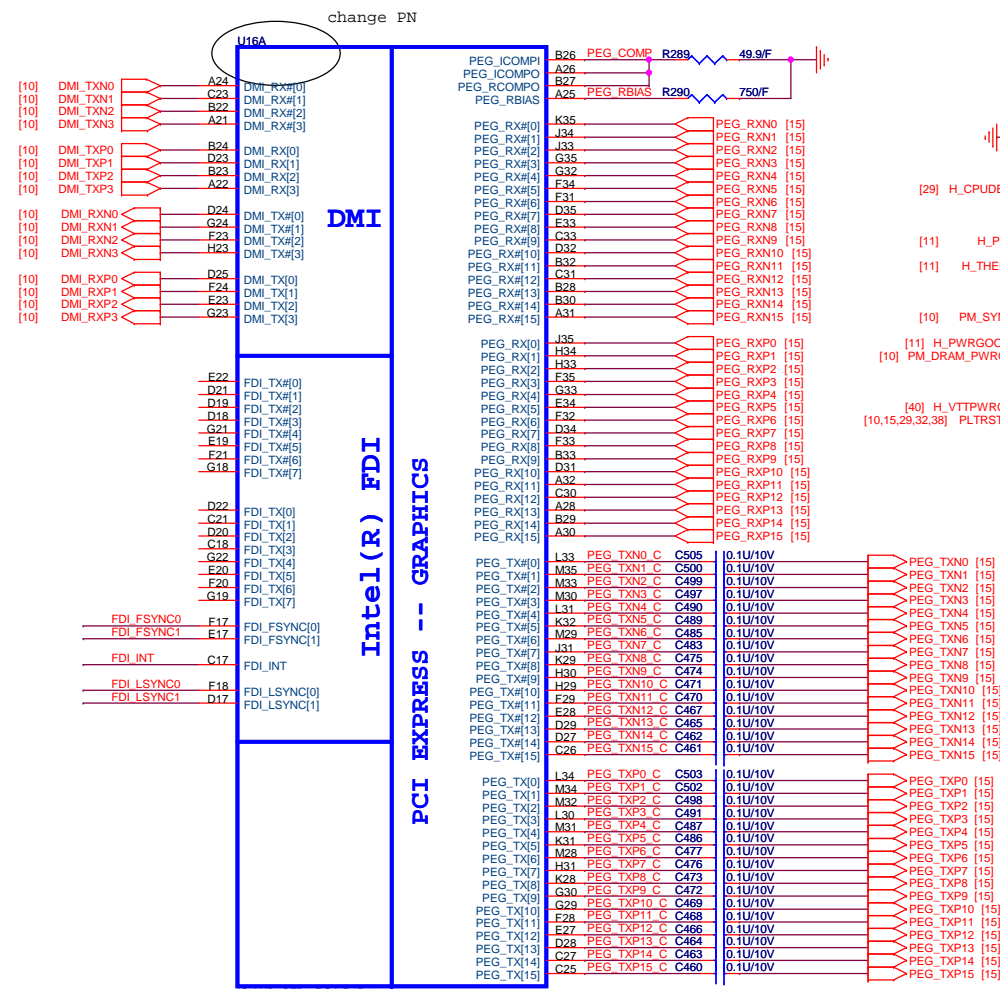 change PN
U16A
[10] DMI_TXN0 A24 DMI_RX#[0]
[10] DMI_TXN1 C23 DMI_RX#[1]
[10] DMI_TXN2 B22 DMI_RX#[2]
[10] DMI_TXN3 A21 DMI_RX#[3]
[10] DMI_TXP0 B24 DMI_RX[0]
[10] DMI_TXP1 D23 DMI_RX[1]
[10] DMI_TXP2 B23 DMI_RX[2]
[10] DMI_TXP3 A22 DMI_RX[3]
[10] DMI_RXN0 D24 DMI_TX#[0]
[10] DMI_RXN1 G24 DMI_TX#[1]
[10] DMI_RXN2 F23 DMI_TX#[2]
[10] DMI_RXN3 H23 DMI_TX#[3]
[10] DMI_RXP0 D25 DMI_TX[0]
[10] DMI_RXP1 F24 DMI_TX[1]
[10] DMI_RXP2 E23 DMI_TX[2]
[10] DMI_RXP3 G23 DMI_TX[3]
DMI
E22 FDI_TX#[0]
D21 FDI_TX#[1]
D19 FDI_TX#[2]
D18 FDI_TX#[3]
G21 FDI_TX#[4]
E19 FDI_TX#[5]
F21 FDI_TX#[6]
G18 FDI_TX#[7]
D22 FDI_TX[0]
C21 FDI_TX[1]
D20 FDI_TX[2]
C18 FDI_TX[3]
G22 FDI_TX[4]
E20 FDI_TX[5]
F20 FDI_TX[6]
G19 FDI_TX[7]
FDI_FSYNC0 F17 FDI_FSYNC[0]
FDI_FSYNC1 E17 FDI_FSYNC[1]
FDI_INT C17 FDI_INT
FDI_LSYNC0 F18 FDI_LSYNC[0]
FDI_LSYNC1 D17 FDI_LSYNC[1]
Intel(R) FDI
PCI EXPRESS -- GRAPHICS
PEG_ICOMPI B26 PEG_COMP R289 49.9/F
PEG_ICOMPO A26
PEG_RCOMPO B27
PEG_RBIAS A25 PEG_RBIAS R290 750/F
PEG_RX#[0] K35 PEG_RXN0 [15]
PEG_RX#[1] J34 PEG_RXN1 [15]
PEG_RX#[2] J33 PEG_RXN2 [15]
PEG_RX#[3] G35 PEG_RXN3 [15]
PEG_RX#[4] G32 PEG_RXN4 [15]
PEG_RX#[5] F34 PEG_RXN5 [15]
PEG_RX#[6] F31 PEG_RXN6 [15]
PEG_RX#[7] D35 PEG_RXN7 [15]
PEG_RX#[8] E33 PEG_RXN8 [15]
PEG_RX#[9] C33 PEG_RXN9 [15]
PEG_RX#[10] D32 PEG_RXN10 [15]
PEG_RX#[11] B32 PEG_RXN11 [15]
PEG_RX#[12] C31 PEG_RXN12 [15]
PEG_RX#[13] B28 PEG_RXN13 [15]
PEG_RX#[14] B30 PEG_RXN14 [15]
PEG_RX#[15] A31 PEG_RXN15 [15]
PEG_RX[0] J35 PEG_RXP0 [15]
PEG_RX[1] H34 PEG_RXP1 [15]
PEG_RX[2] H33 PEG_RXP2 [15]
PEG_RX[3] F35 PEG_RXP3 [15]
PEG_RX[4] G33 PEG_RXP4 [15]
PEG_RX[5] E34 PEG_RXP5 [15]
PEG_RX[6] F32 PEG_RXP6 [15]
PEG_RX[7] D34 PEG_RXP7 [15]
PEG_RX[8] F33 PEG_RXP8 [15]
PEG_RX[9] B33 PEG_RXP9 [15]
PEG_RX[10] D31 PEG_RXP10 [15]
PEG_RX[11] A32 PEG_RXP11 [15]
PEG_RX[12] C30 PEG_RXP12 [15]
PEG_RX[13] A28 PEG_RXP13 [15]
PEG_RX[14] B29 PEG_RXP14 [15]
PEG_RX[15] A30 PEG_RXP15 [15]
PEG_TX#[0] L33 PEG_TXN0_C C505 0.1U/10V PEG_TXN0 [15]
PEG_TX#[1] M35 PEG_TXN1_C C500 0.1U/10V PEG_TXN1 [15]
PEG_TX#[2] M33 PEG_TXN2_C C499 0.1U/10V PEG_TXN2 [15]
PEG_TX#[3] M30 PEG_TXN3_C C497 0.1U/10V PEG_TXN3 [15]
PEG_TX#[4] L31 PEG_TXN4_C C490 0.1U/10V PEG_TXN4 [15]
PEG_TX#[5] K32 PEG_TXN5_C C489 0.1U/10V PEG_TXN5 [15]
PEG_TX#[6] M29 PEG_TXN6_C C485 0.1U/10V PEG_TXN6 [15]
PEG_TX#[7] J31 PEG_TXN7_C C483 0.1U/10V PEG_TXN7 [15]
PEG_TX#[8] K29 PEG_TXN8_C C475 0.1U/10V PEG_TXN8 [15]
PEG_TX#[9] H30 PEG_TXN9_C C474 0.1U/10V PEG_TXN9 [15]
PEG_TX#[10] H29 PEG_TXN10_C C471 0.1U/10V PEG_TXN10 [15]
PEG_TX#[11] F29 PEG_TXN11_C C470 0.1U/10V PEG_TXN11 [15]
PEG_TX#[12] E28 PEG_TXN12_C C467 0.1U/10V PEG_TXN12 [15]
PEG_TX#[13] D29 PEG_TXN13_C C465 0.1U/10V PEG_TXN13 [15]
PEG_TX#[14] D27 PEG_TXN14_C C462 0.1U/10V PEG_TXN14 [15]
PEG_TX#[15] C26 PEG_TXN15_C C461 0.1U/10V PEG_TXN15 [15]
PEG_TX[0] L34 PEG_TXP0_C C503 0.1U/10V PEG_TXP0 [15]
PEG_TX[1] M34 PEG_TXP1_C C502 0.1U/10V PEG_TXP1 [15]
PEG_TX[2] M32 PEG_TXP2_C C498 0.1U/10V PEG_TXP2 [15]
PEG_TX[3] L30 PEG_TXP3_C C491 0.1U/10V PEG_TXP3 [15]
PEG_TX[4] M31 PEG_TXP4_C C487 0.1U/10V PEG_TXP4 [15]
PEG_TX[5] K31 PEG_TXP5_C C486 0.1U/10V PEG_TXP5 [15]
PEG_TX[6] M28 PEG_TXP6_C C477 0.1U/10V PEG_TXP6 [15]
PEG_TX[7] H31 PEG_TXP7_C C476 0.1U/10V PEG_TXP7 [15]
PEG_TX[8] K28 PEG_TXP8_C C473 0.1U/10V PEG_TXP8 [15]
PEG_TX[9] G30 PEG_TXP9_C C472 0.1U/10V PEG_TXP9 [15]
PEG_TX[10] G29 PEG_TXP10_C C469 0.1U/10V PEG_TXP10 [15]
PEG_TX[11] F28 PEG_TXP11_C C468 0.1U/10V PEG_TXP11 [15]
PEG_TX[12] E27 PEG_TXP12_C C466 0.1U/10V PEG_TXP12 [15]
PEG_TX[13] D28 PEG_TXP13_C C464 0.1U/10V PEG_TXP13 [15]
PEG_TX[14] C27 PEG_TXP14_C C463 0.1U/10V PEG_TXP14 [15]
PEG_TX[15] C25 PEG_TXP15_C C460 0.1U/10V PEG_TXP15 [15]
[29] H_CPUDE
[11] H_P
[11] H_THE
[10] PM_SYN
[11] H_PWRGOO
[10] PM_DRAM_PWRG
[40] H_VTTPWRG
[10,15,29,32,38] PLTRST